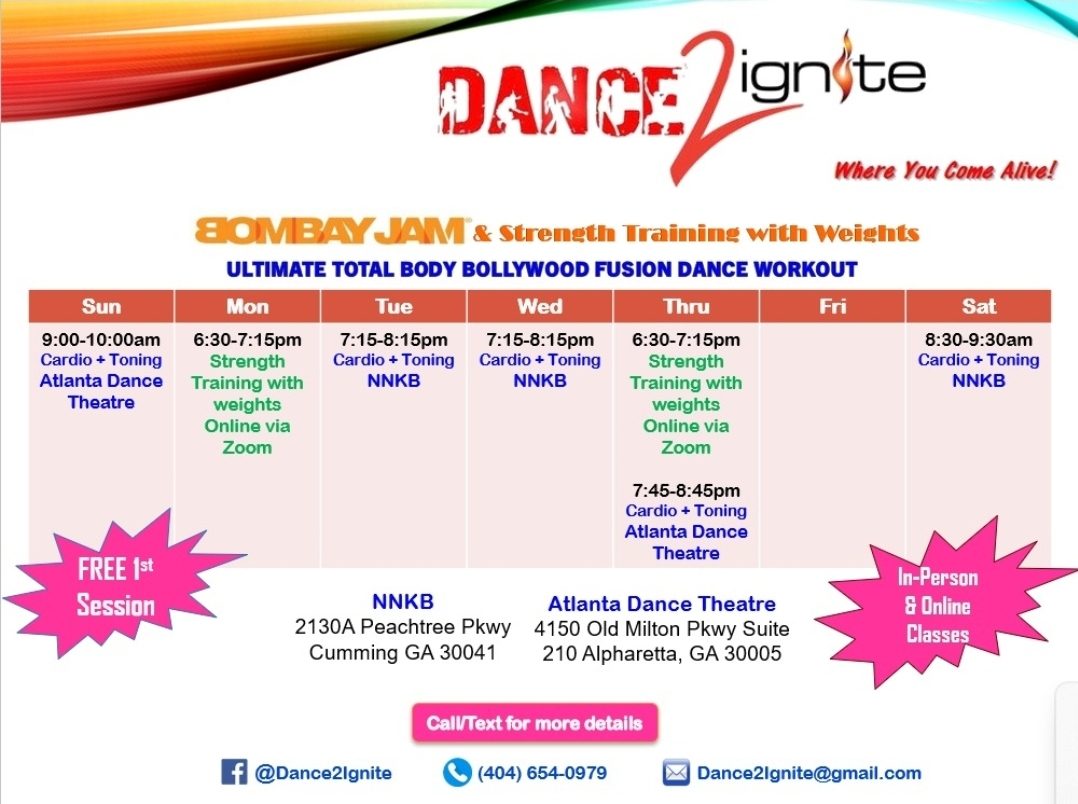 DANCE 2 ignite
Where You Come Alive!
BOMBAY JAM® & Strength Training with Weights
ULTIMATE TOTAL BODY BOLLYWOOD FUSION DANCE WORKOUT
Sun
Mon
Tue
Wed
Thru
Fri
Sat
9:00-10:00am
Cardio + Toning
Atlanta Dance
Theatre
6:30-7:15pm
Strength
Training with
weights
Online via
Zoom
7:15-8:15pm
Cardio + Toning
NNKB
7:15-8:15pm
Cardio + Toning
NNKB
6:30-7:15pm
Strength
Training with
weights
Online via
Zoom
7:45-8:45pm
Cardio + Toning
Atlanta Dance
Theatre
8:30-9:30am
Cardio + Toning
NNKB
FREE 1st
Session
NNKB
2130A Peachtree Pkwy
Cumming GA 30041
Atlanta Dance Theatre
4150 Old Milton Pkwy Suite
210 Alpharetta, GA 30005
In-Person
& Online
Classes
Call/Text for more details
@Dance2Ignite
(404) 654-0979
Dance2Ignite@gmail.com